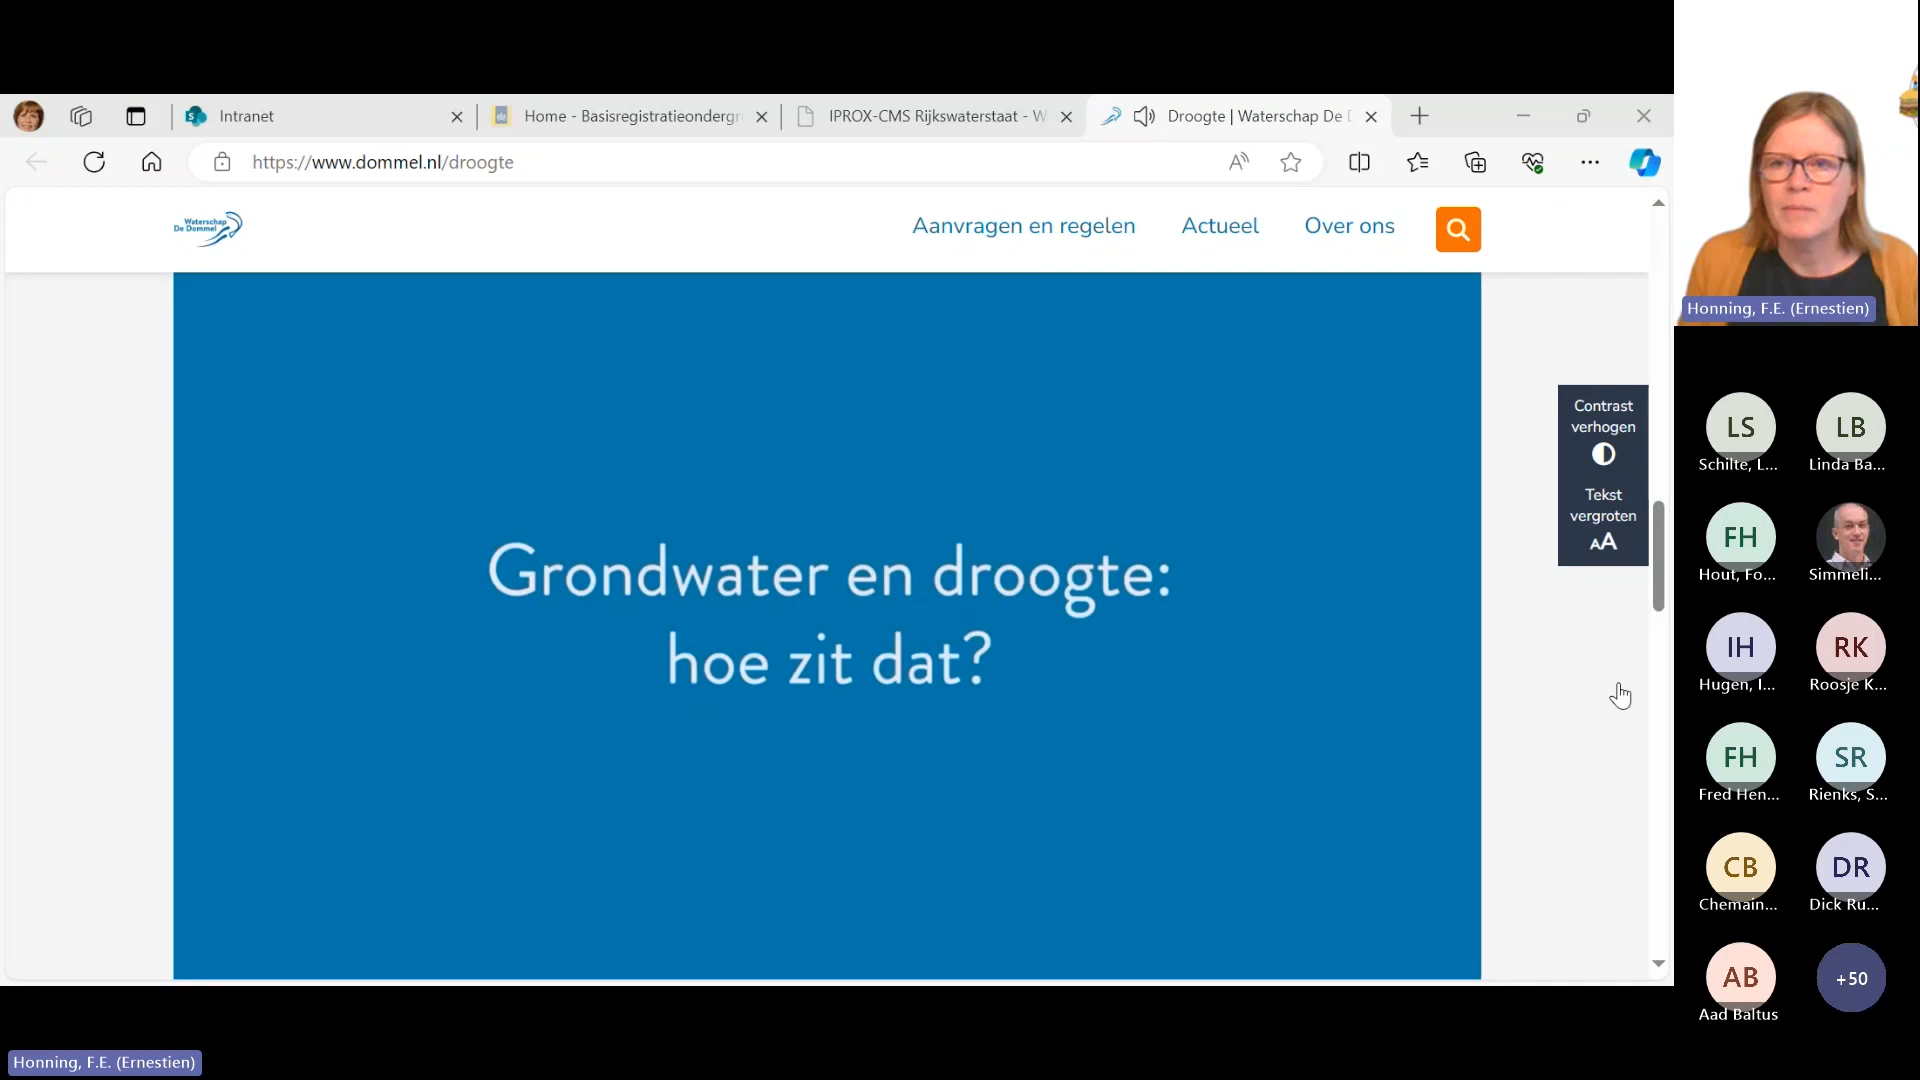 Intranet
Home - Basisregistratieondergr
IPROX-CMS Rijkswaterstaat - W
Droogte | Waterschap De D
https://www.dommel.nl/droogte
Waterschap
De Dommel
Aanvragen en regelen
Actueel
Over ons
Grondwater en droogte:
hoe zit dat?
Contrast
verhogen
Tekst
vergroten
AA
Honning, F.E. (Ernestien)
LS
Schilte, L...
LB
Linda Ba...
FH
Hout, Fo...
Simmeli...
IH
Hugen, I...
RK
Roosje K...
FH
Fred Hen...
SR
Rienks, S...
CB
Chemain...
DR
Dick Ru...
AB
Aad Baltus
+50
Honning, F.E. (Ernestien)